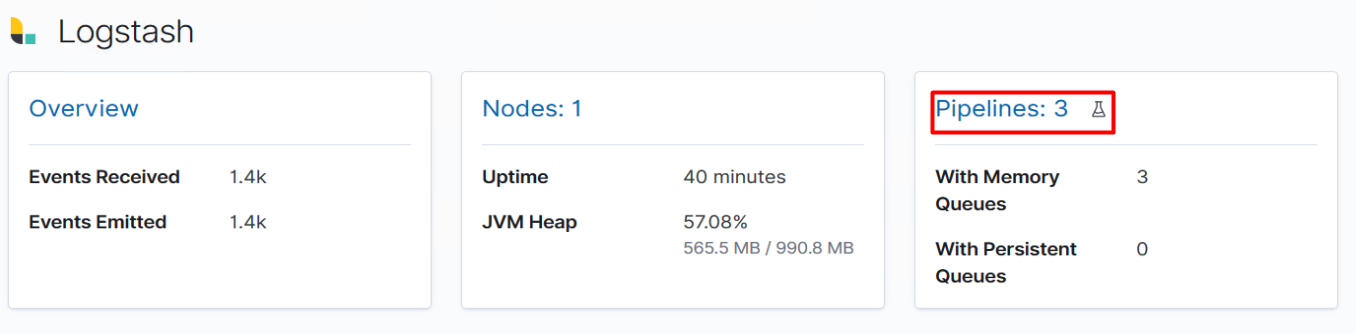 Logstash
Overview
Events Received 1.4k
Events Emitted 1.4k
Nodes: 1
Uptime 40 minutes
JVM Heap 57.08%
565.5 MB / 990.8 MB
Pipelines: 3
With Memory 3
Queues
With Persistent 0
Queues